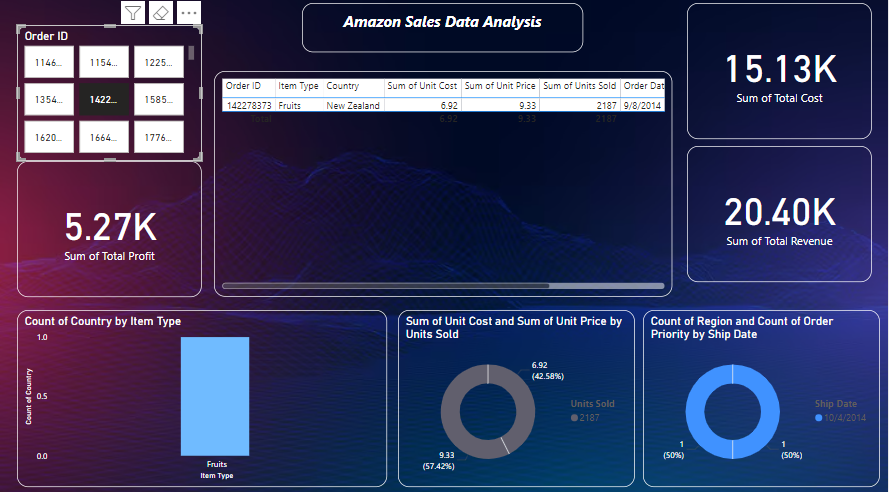 Amazon Sales Data Analysis
Order ID
1146... 1154... 1225...
1354... 1422... 1585...
1620... 1664... 1776...
5.27K
Sum of Total Profit
Order ID Item Type Country Sum of Unit Cost Sum of Unit Price Sum of Units Sold Order Dat
142278373 Fruits New Zealand 6.92 9.33 2187 9/8/2014
Total 6.92 9.33 2187
15.13K
Sum of Total Cost
20.40K
Sum of Total Revenue
Count of Country by Item Type
Count of Country
1.0
0.5
0.0
Fruits
Item Type
Sum of Unit Cost and Sum of Unit Price by
Units Sold
6.92
(42.58%)
9.33
(57.42%)
Units Sold
2187
Count of Region and Count of Order
Priority by Ship Date
1
(50%)
1
(50%)
Ship Date
10/4/2014